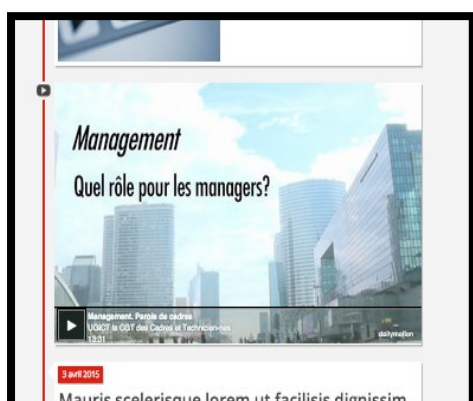 Management
Quel rôle pour les managers?
Management. Parole de cadres
UGICT la CGT des Cadres et Technicien-nes
13:31
dailymotion
3 avril 2015
Mauris scelerisque lorem ut facilisis dignissim